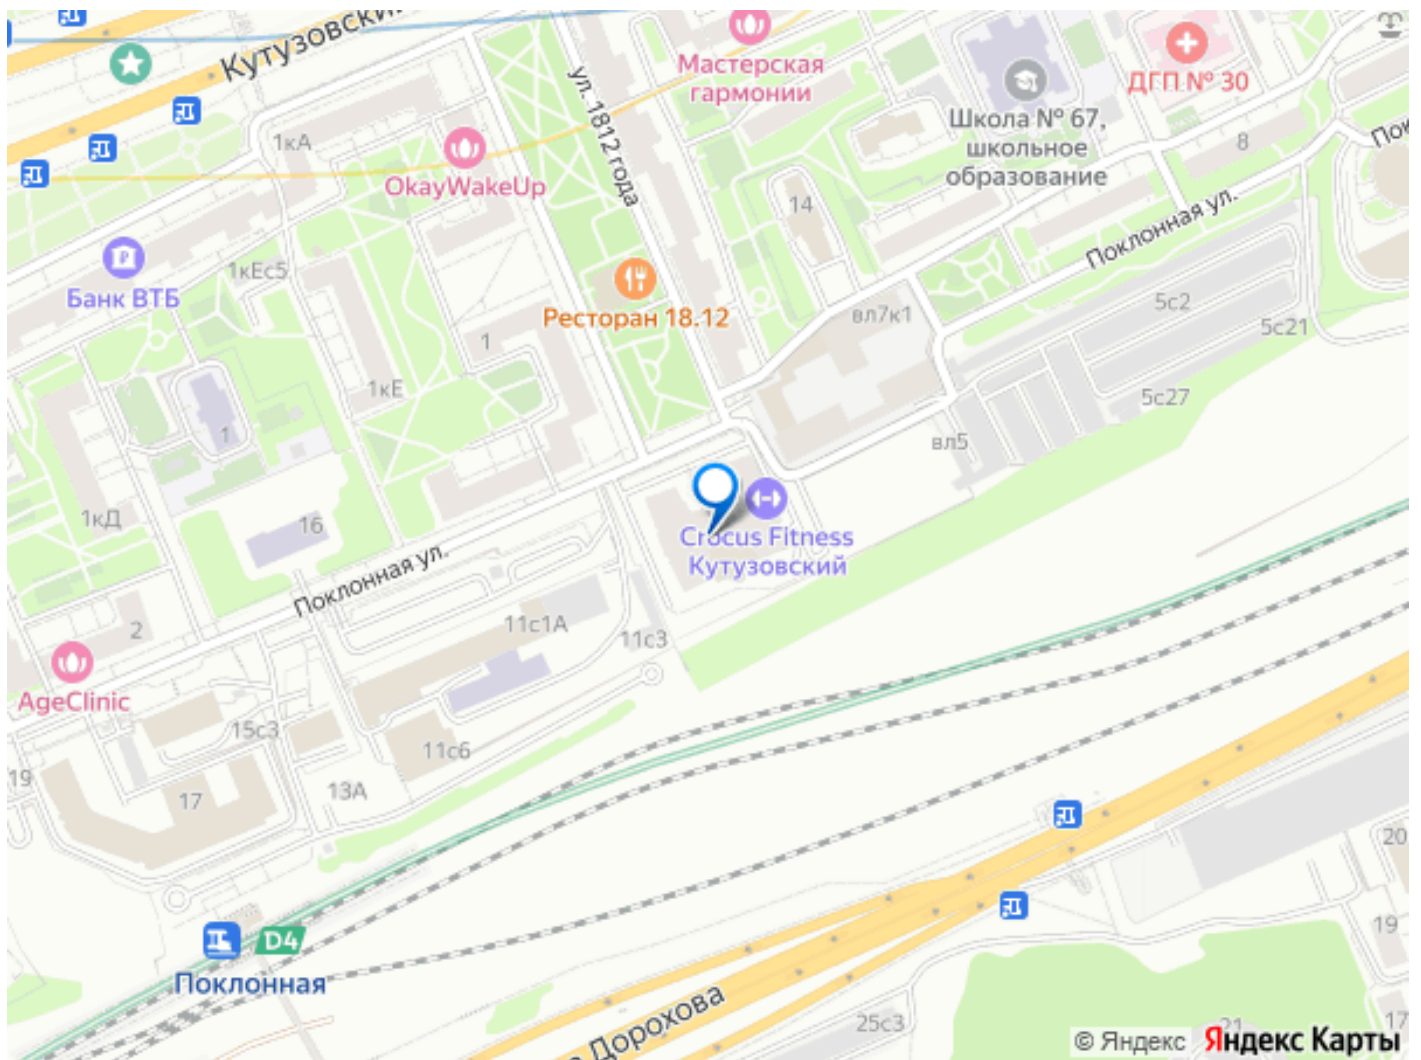 Кутузовский
Мастерская
гармонии
ДГП № 30
ул. 1812 года
Школа № 67,
школьное
образование
1кА
8
OkayWakeUp
14
Поклонная ул.
Банк ВТБ
1кЕс5
Ресторан 18.12
вл7к1
5с2
5с21
1
1кЕ
5с27
1
вл5
1кД
16
Crocus Fitness
Кутузовский
Поклонная ул.
2
11с1А
11с3
AgeClinic
15с3
11с6
19
17
13А
20
D4
Поклонная
19
Дорохова
25с3
21
17
© Яндекс Яндекс Карты